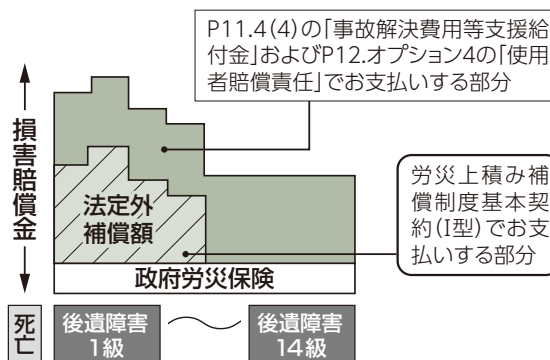 P11.4(4)の「事故解決費用等支援給
付金」およびP12.オプション4の「使用
者賠償責任」でお支払いする部分
損害賠償金
法定外
補償額
労災上積み補
償制度基本契
約(Ⅰ型)でお支
払いする部分
政府労災保険
死亡
後遺障害
1級
後遺障害
14級